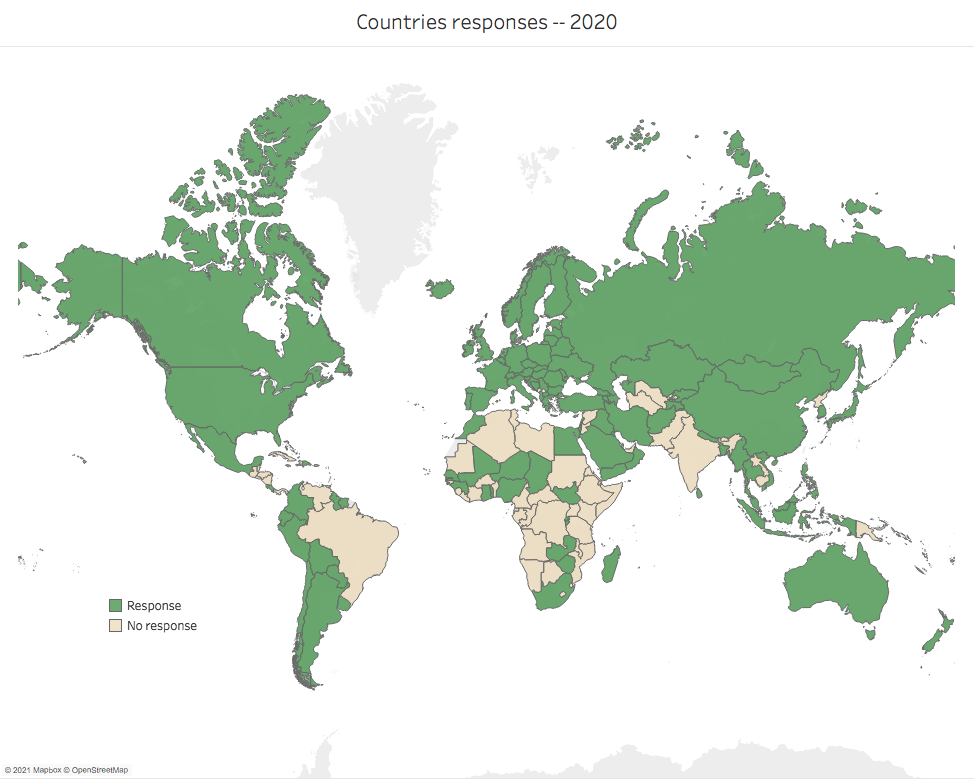 Countries responses -- 2020
Response
No response
© 2021 Mapbox © OpenStreetMap